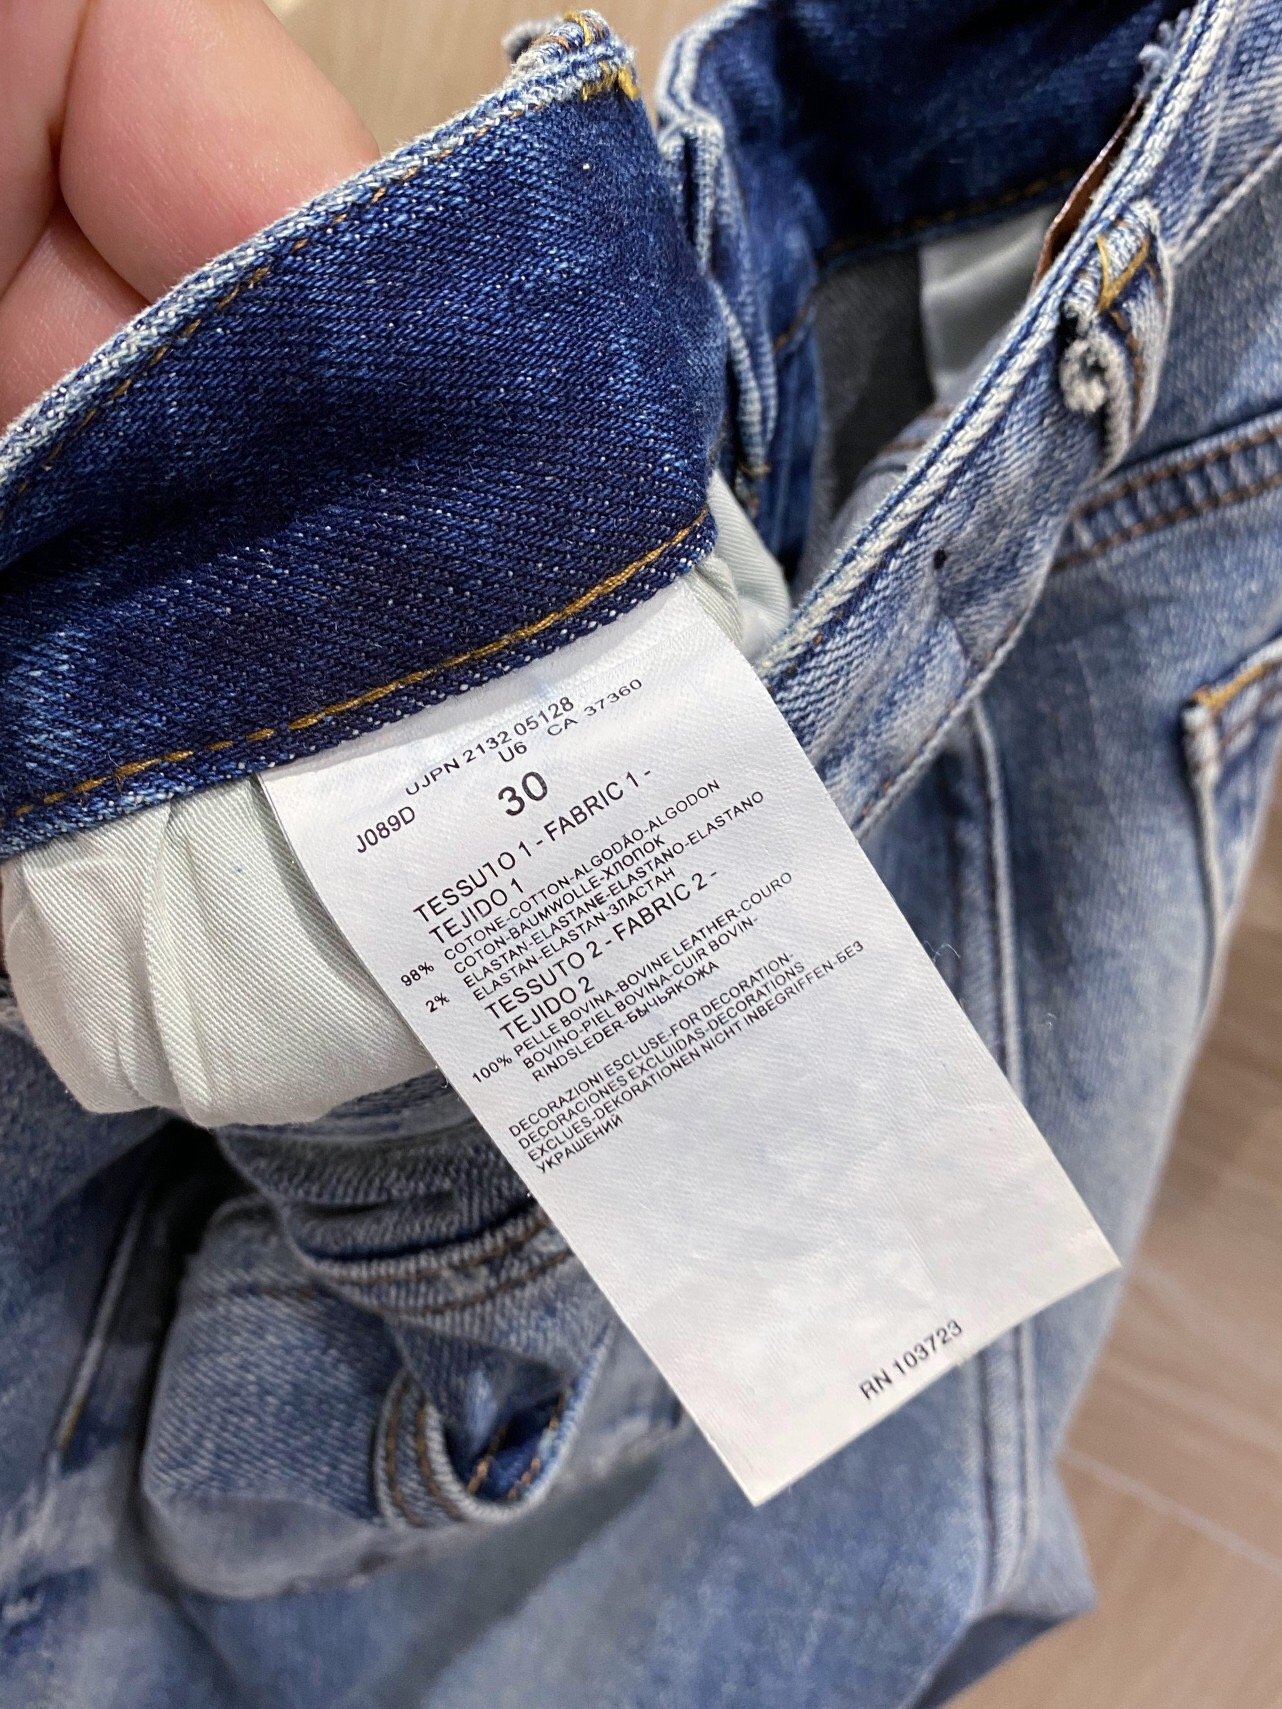 UJPN 2132 05128
U6 CA 37360
J089D 30
TESSUTO 1 - FABRIC 1 -
TEJIDO 1
98% COTONE-COTTON-ALGODÃO-ALGODON
COTON-BAUMWOLLE-ХЛОПОК
2% ELASTAN-ELASTANE-ELASTANO-ELASTANO
ELASTAN-ELASTAN-ЗЛАСТАН
TESSUTO 2 - FABRIC 2 -
TEJIDO 2
100% PELLE BOVINA-BOVINE LEATHER-COURO
BOVINO-PIEL BOVINA-CUIR BOVIN-
RINDSLEDER-БЫЧЬЯКОЖА
DECORAZIONI ESCLUSE-FOR DECORATION-
DECORACIONES EXCLUIDAS-DECORATIONS
EXCLUES-DEKORATIONEN NICHT INBEGRIFFEN-БЕЗ
УКРАШЕНИЙ
RN 103723